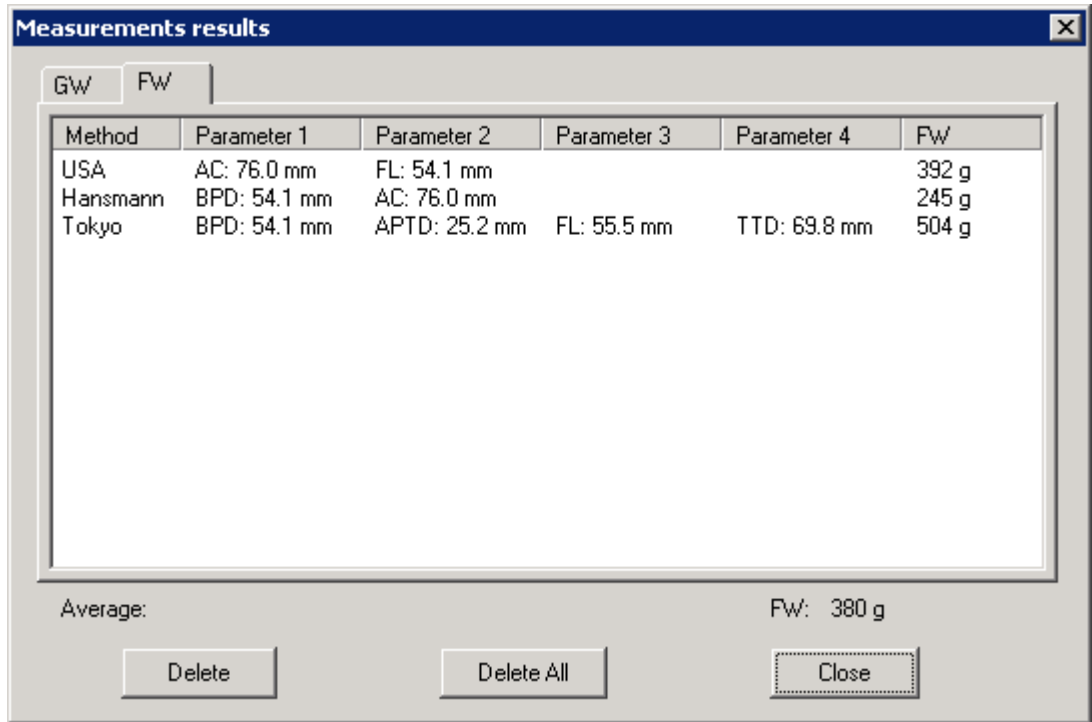 Measurements results
GW FW
Method Parameter 1 Parameter 2 Parameter 3 Parameter 4 FW
USA AC: 76.0 mm FL: 54.1 mm 392 g
Hansmann BPD: 54.1 mm AC: 76.0 mm 245 g
Tokyo BPD: 54.1 mm APTD: 25.2 mm FL: 55.5 mm TTD: 69.8 mm 504 g
Average: FW: 380 g
Delete Delete All Close